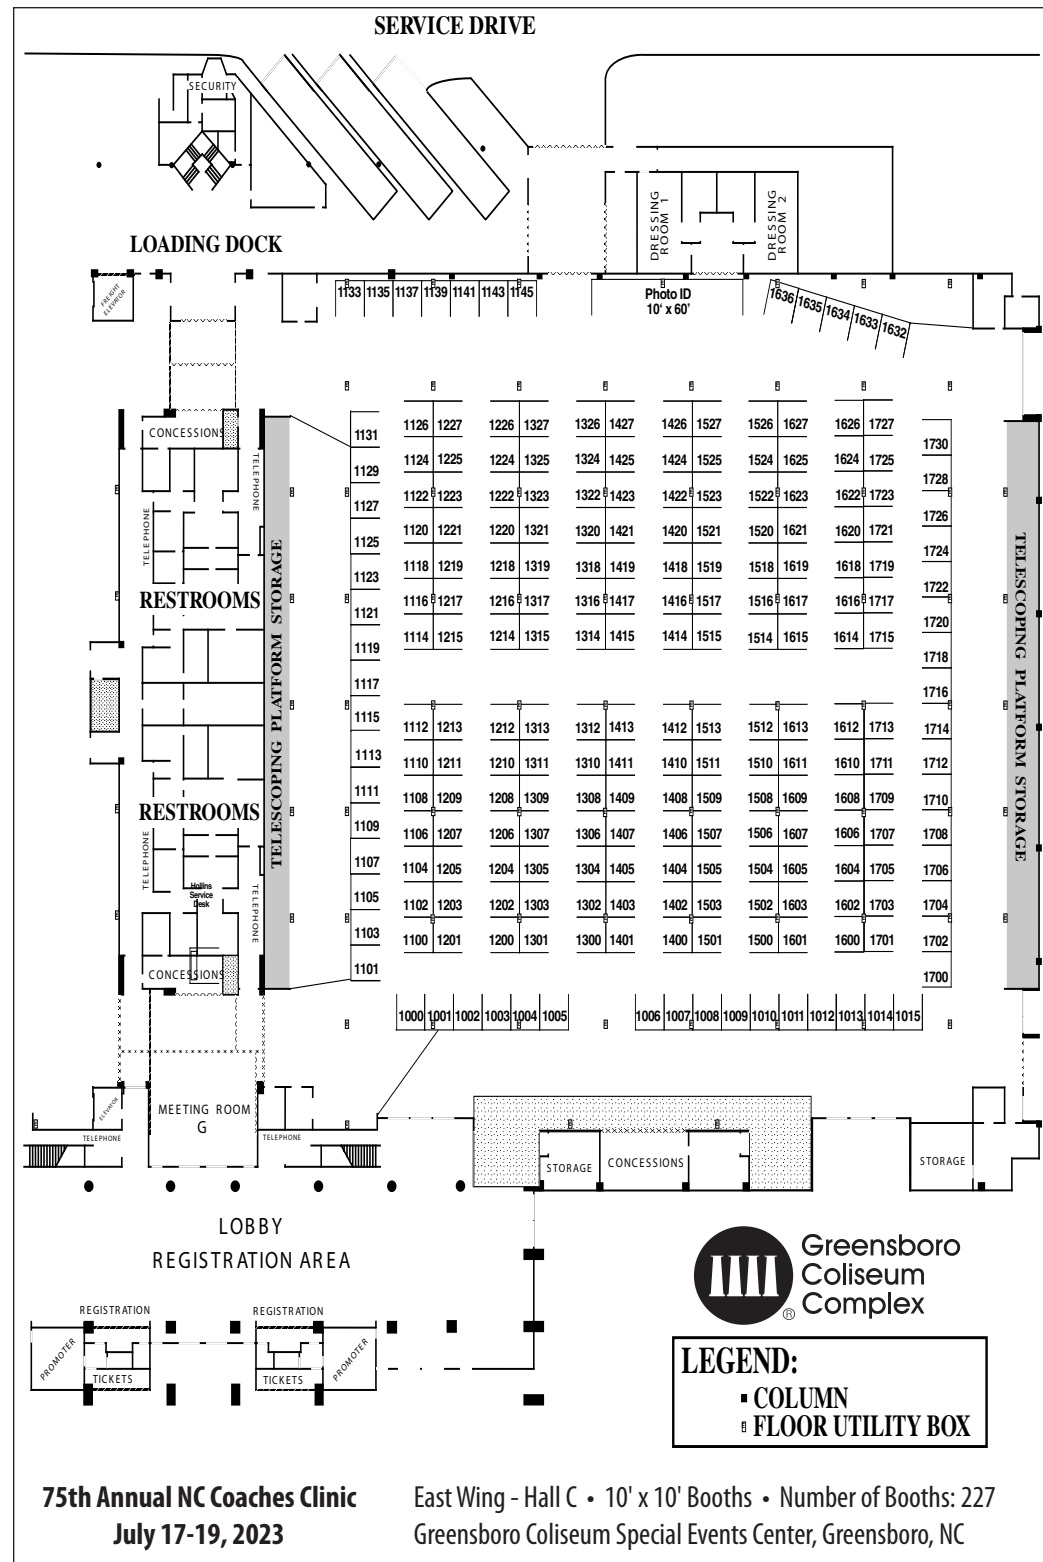 SERVICE DRIVE
SECURITY
DRESSING ROOM 1
DRESSING ROOM 2
LOADING DOCK
FREIGHT ELEVATOR
1133 1135 1137 1139 1141 1143 1145
Photo ID
10' x 60'
1636 1635 1634 1633 1632
CONCESSIONS
TELEPHONE
TELEPHONE
RESTROOMS
TELESCOPING PLATFORM STORAGE
TELESCOPING PLATFORM STORAGE
1126 1227 1226 1327 1326 1427 1426 1527 1526 1627 1626 1727
1131
1730
1124 1225 1224 1325 1324 1425 1424 1525 1524 1625 1624 1725
1129
1728
1122 1223 1222 1323 1322 1423 1422 1523 1522 1623 1622 1723
1127
1726
1120 1221 1220 1321 1320 1421 1420 1521 1520 1621 1620 1721
1125
1724
1118 1219 1218 1319 1318 1419 1418 1519 1518 1619 1618 1719
1123
1722
1116 1217 1216 1317 1316 1417 1416 1517 1516 1617 1616 1717
1121
1720
1114 1215 1214 1315 1314 1415 1414 1515 1514 1615 1614 1715
1119
1718
1117
1716
1115
1112 1213 1212 1313 1312 1413 1412 1513 1512 1613 1612 1713
1714
1113
1110 1211 1210 1311 1310 1411 1410 1511 1510 1611 1610 1711
1712
1111
1108 1209 1208 1309 1308 1409 1408 1509 1508 1609 1608 1709
1710
RESTROOMS
1109
1106 1207 1206 1307 1306 1407 1406 1507 1506 1607 1606 1707
1708
TELEPHONE
1107
1104 1205 1204 1305 1304 1405 1404 1505 1504 1605 1604 1705
1706
Hollins
Service
Desk
TELEPHONE
1105
1102 1203 1202 1303 1302 1403 1402 1503 1502 1603 1602 1703
1704
1103
1100 1201 1200 1301 1300 1401 1400 1501 1500 1601 1600 1701
1702
CONCESSIONS
1101
1700
1000 1001 1002 1003 1004 1005 1006 1007 1008 1009 1010 1011 1012 1013 1014 1015
ELEVATOR
MEETING ROOM
G
TELEPHONE
TELEPHONE
STORAGE
CONCESSIONS
STORAGE
LOBBY
REGISTRATION AREA
Greensboro
Coliseum
Complex
®
REGISTRATION
REGISTRATION
PROMOTER
PROMOTER
TICKETS
TICKETS
LEGEND:
COLUMN
FLOOR UTILITY BOX
75th Annual NC Coaches Clinic
July 17-19, 2023
East Wing - Hall C • 10' x 10' Booths • Number of Booths: 227
Greensboro Coliseum Special Events Center, Greensboro, NC